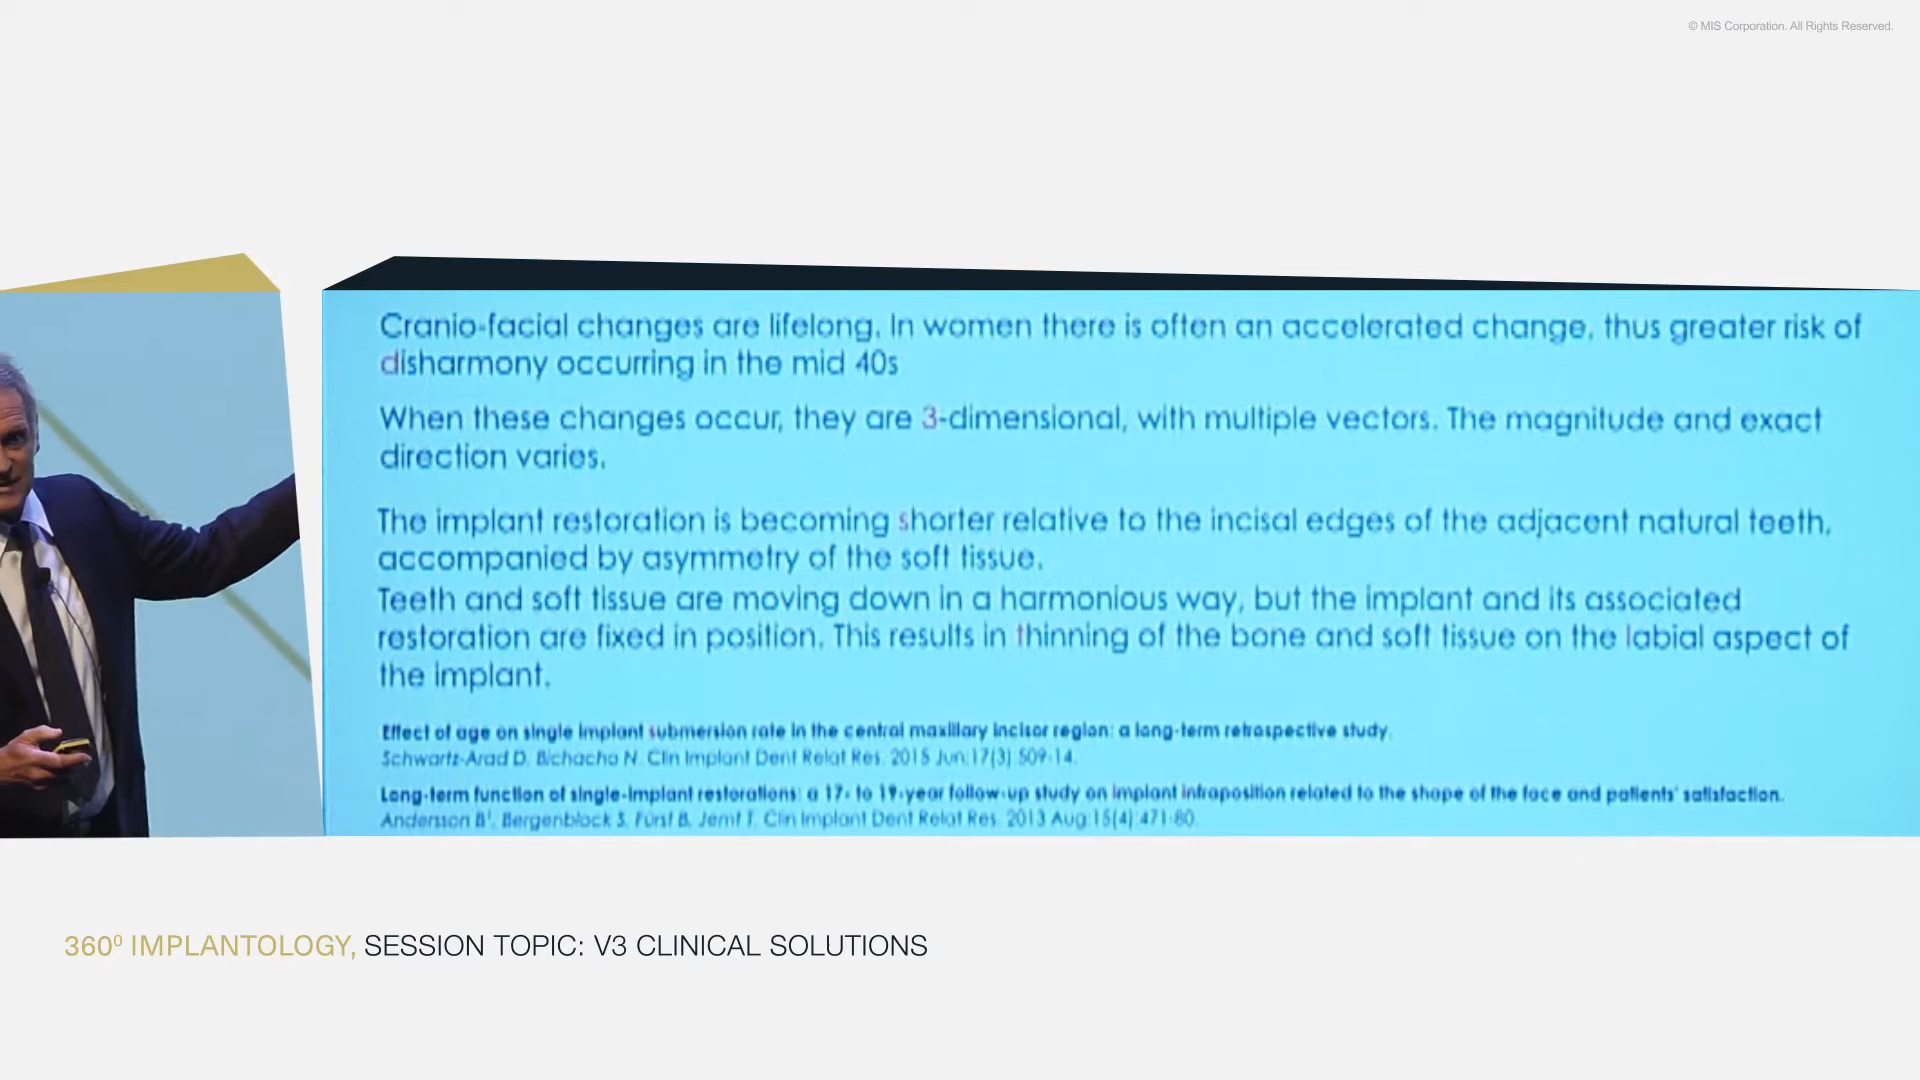 © MIS Corporation. All Rights Reserved.
Cranio-facial changes are lifelong. In women there is often an accelerated change, thus greater risk of
disharmony occurring in the mid 40s
When these changes occur, they are 3-dimensional, with multiple vectors. The magnitude and exact
direction varies.
The implant restoration is becoming shorter relative to the incisal edges of the adjacent natural teeth,
accompanied by asymmetry of the soft tissue.
Teeth and soft tissue are moving down in a harmonious way, but the implant and its associated
restoration are fixed in position. This results in thinning of the bone and soft tissue on the labial aspect of
the implant.
Effect of age on single implant submersion rate in the central maxillary incisor region: a long-term retrospective study.
Schwartz-Arad D, Bichacho N. Clin Implant Dent Relat Res. 2015 Jun;17(3):509-14.
Long-term function of single-implant restorations: a 17- to 19-year follow-up study on implant infraposition related to the shape of the face and patients' satisfaction.
Andersson B¹, Bergenblock S, Fürst B, Jemt T. Clin Implant Dent Relat Res. 2013 Aug;15(4):471-80.
360⁰ IMPLANTOLOGY, SESSION TOPIC: V3 CLINICAL SOLUTIONS